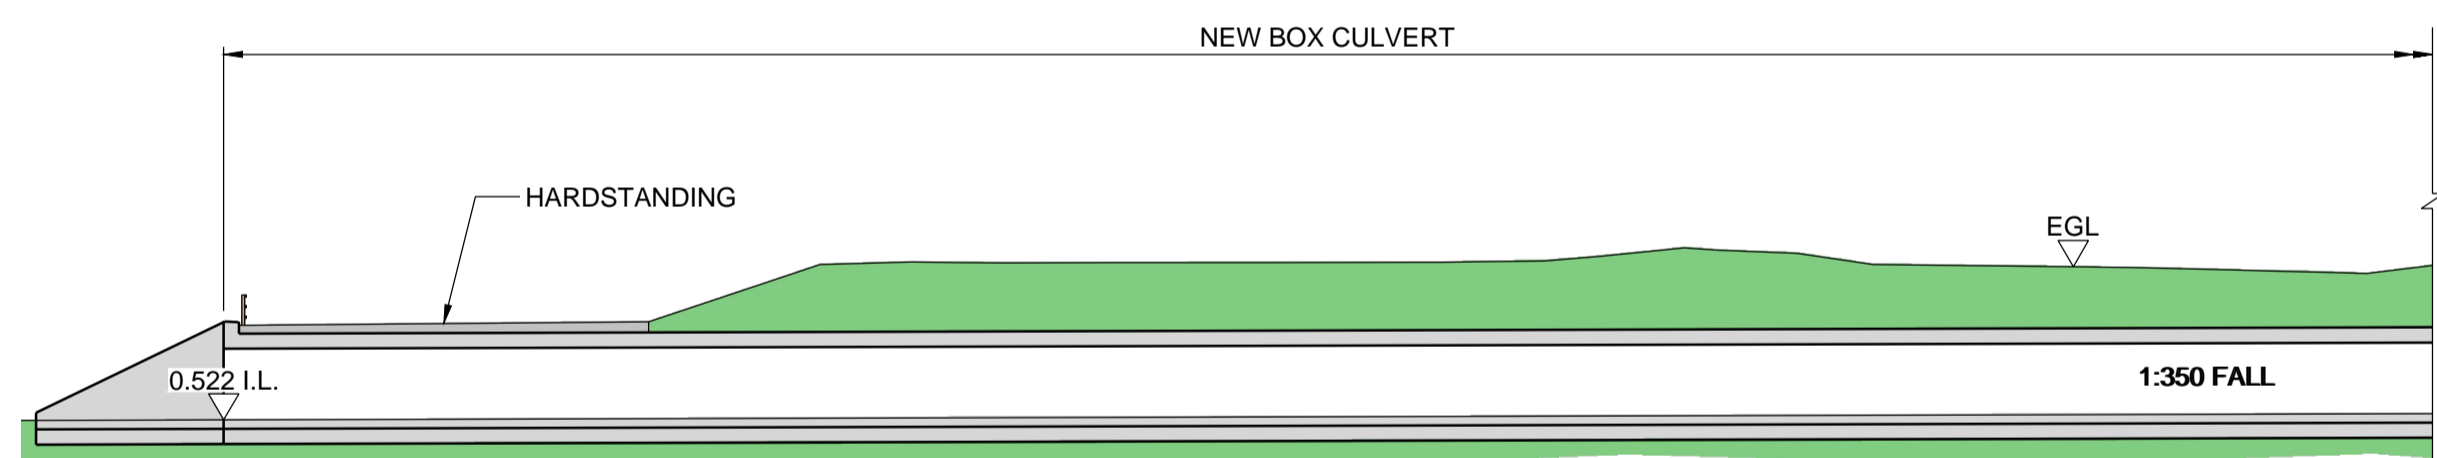 NEW BOX CULVERT
HARDSTANDING
EGL
0.522 I.L.
1:350 FALL